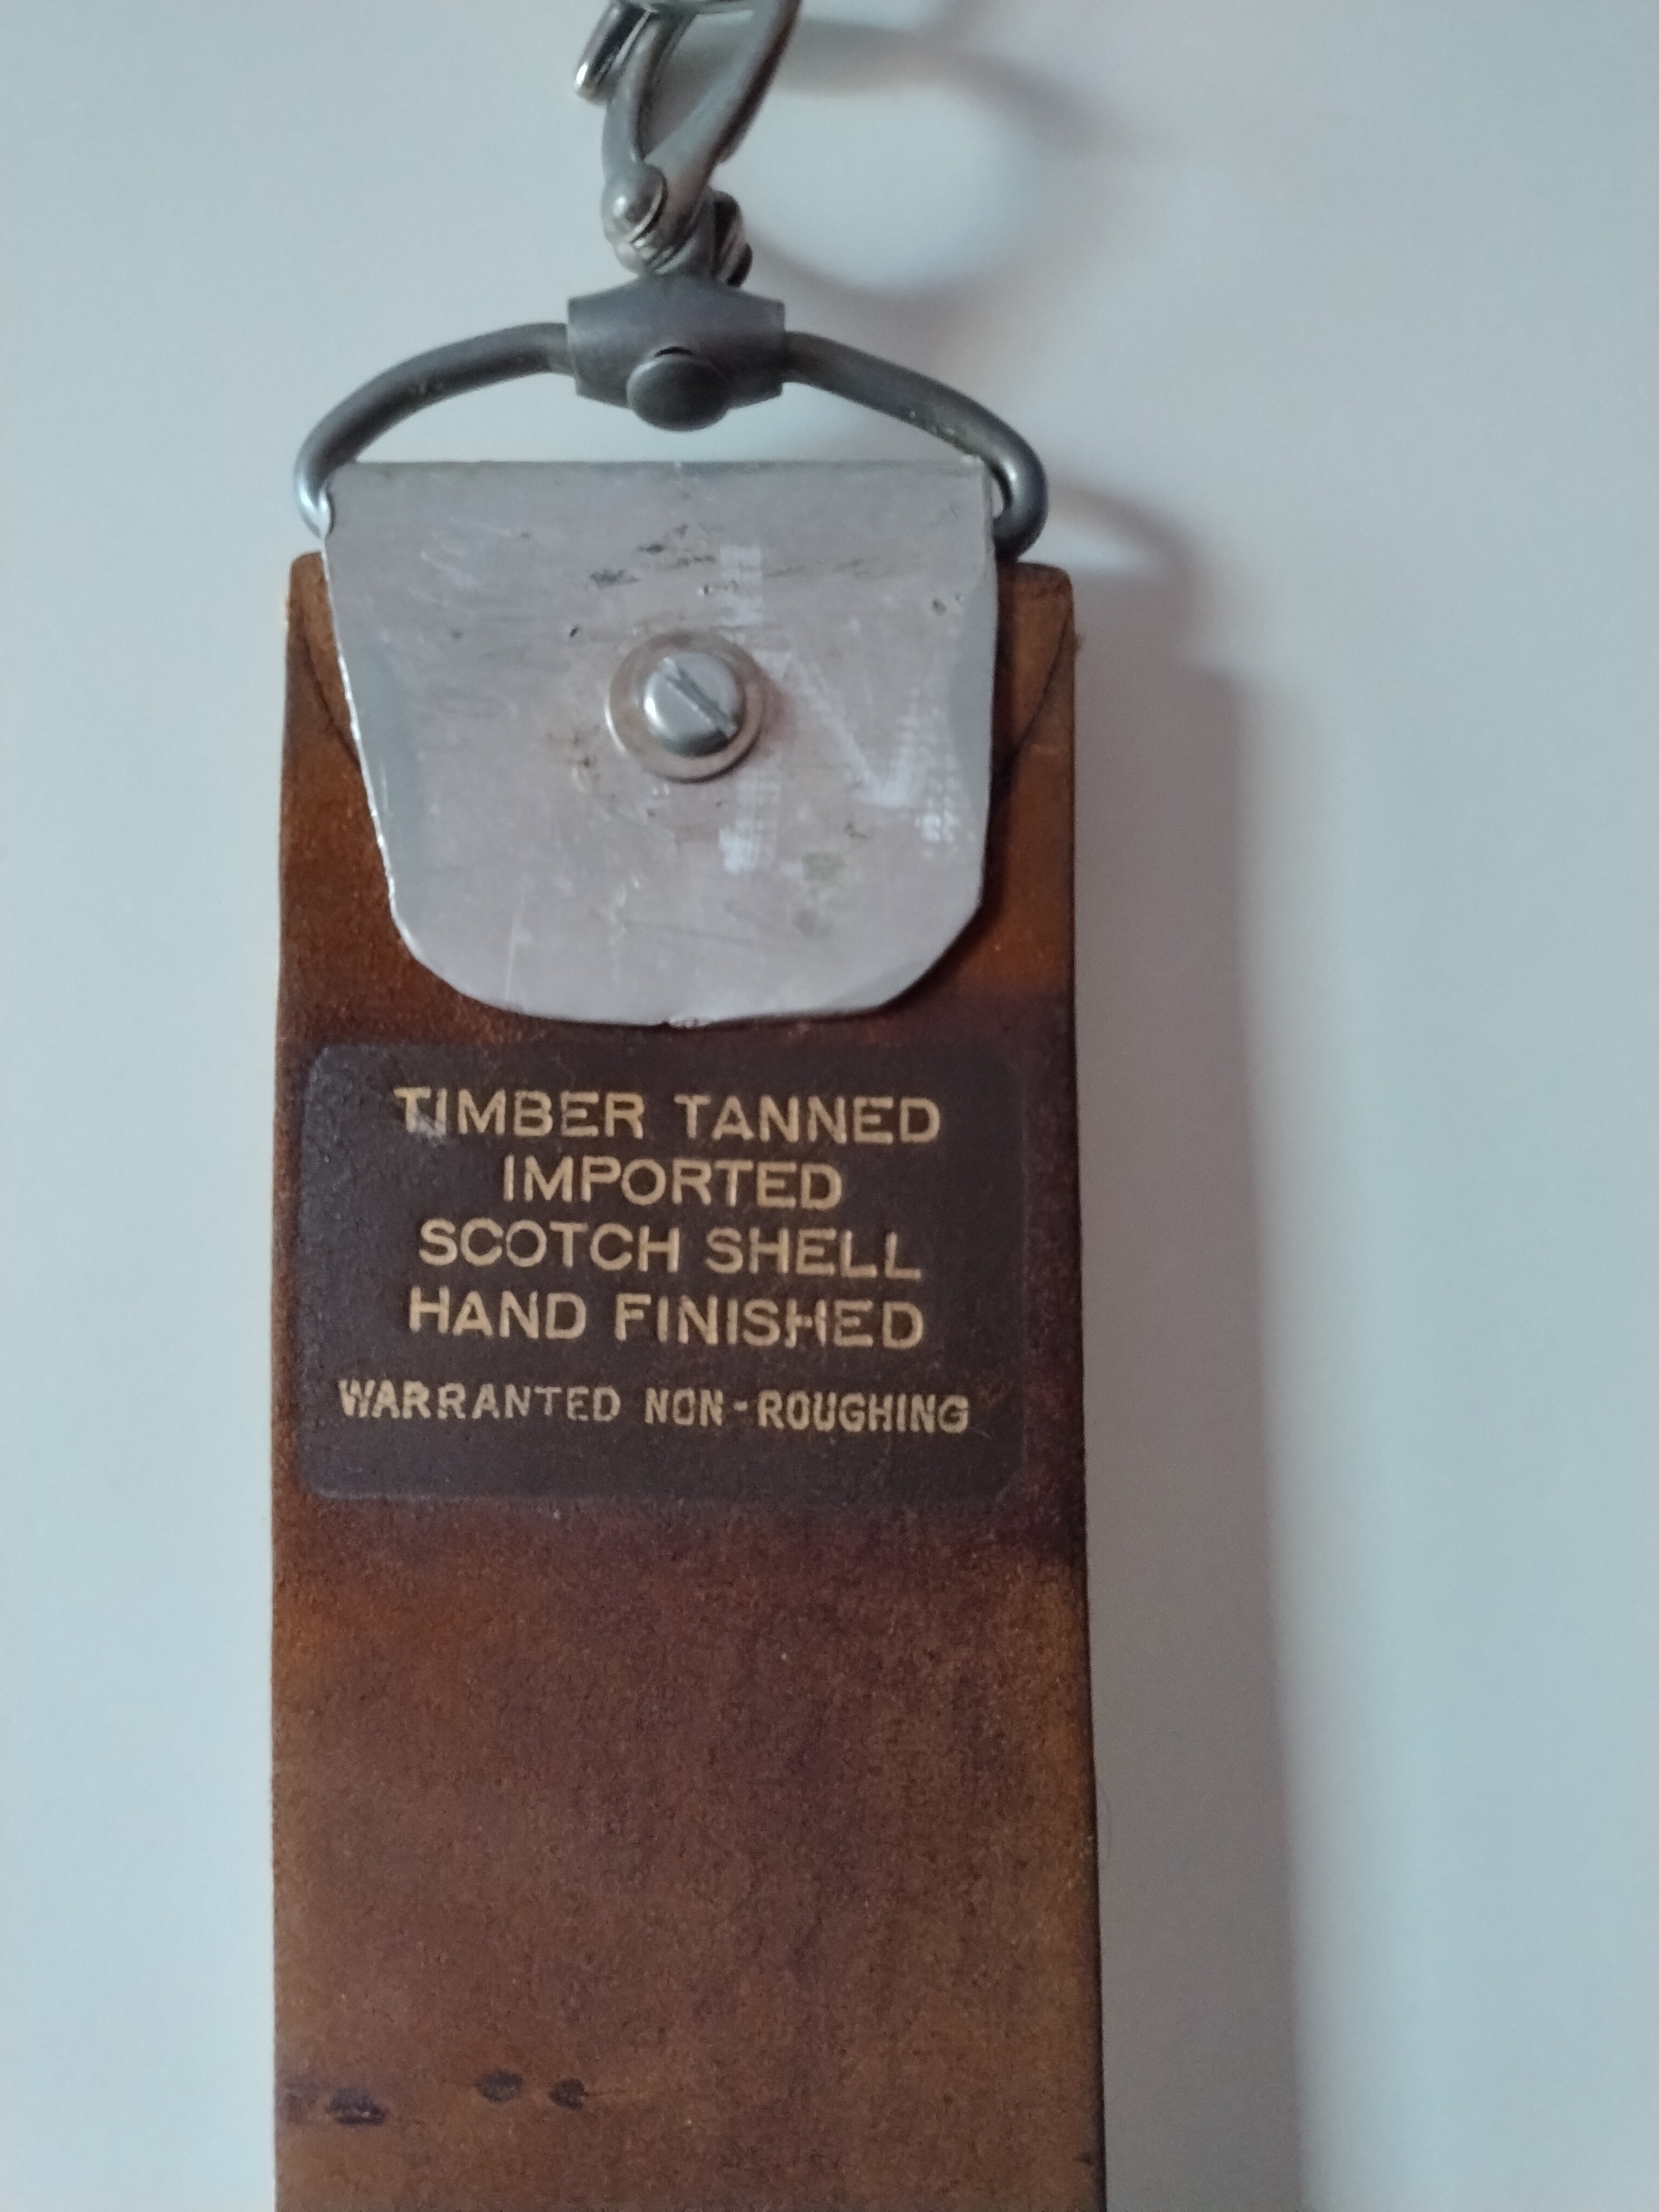 TIMBER TANNED
IMPORTED
SCOTCH SHELL
HAND FINISHED
WARRANTED NON-ROUGHING